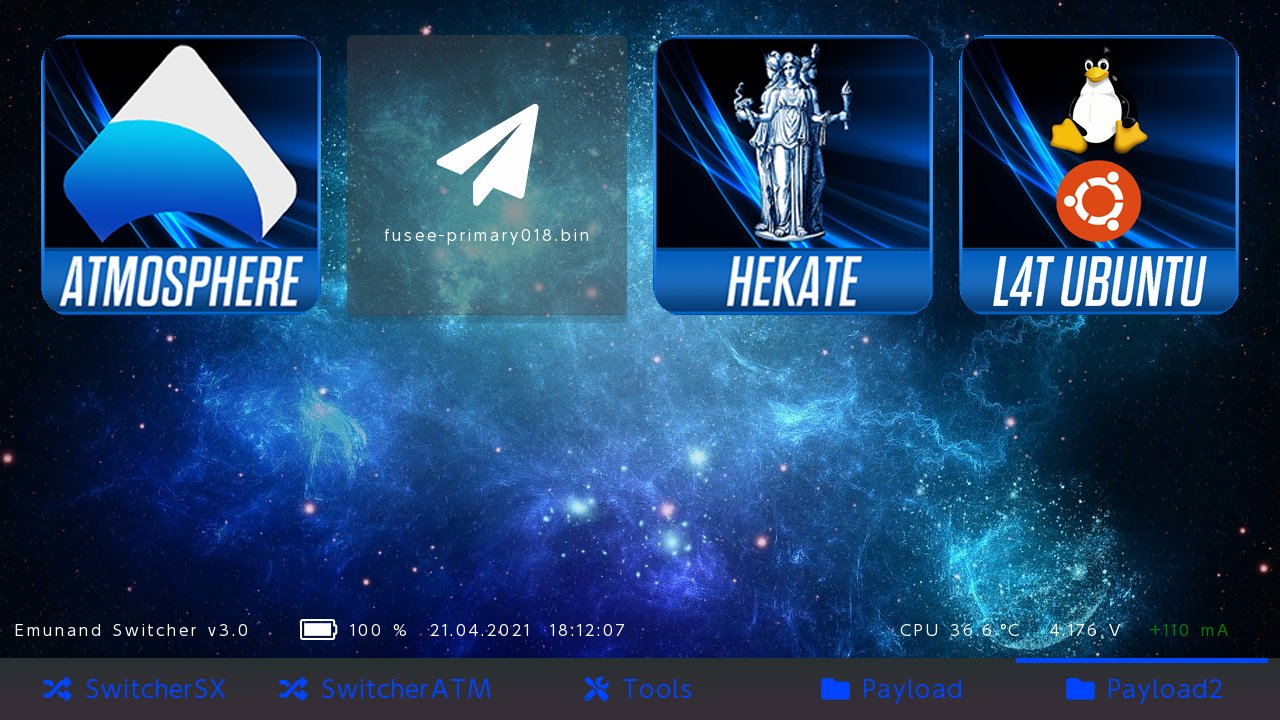 ATMOSPHERE
fusee-primary018.bin
HEKATE
L4T UBUNTU
Emunand Switcher v3.0 100 % 21.04.2021 18:12:07 CPU 36.6 °C 4.176 V +110 mA
SwitcherSX SwitcherATM Tools Payload Payload2